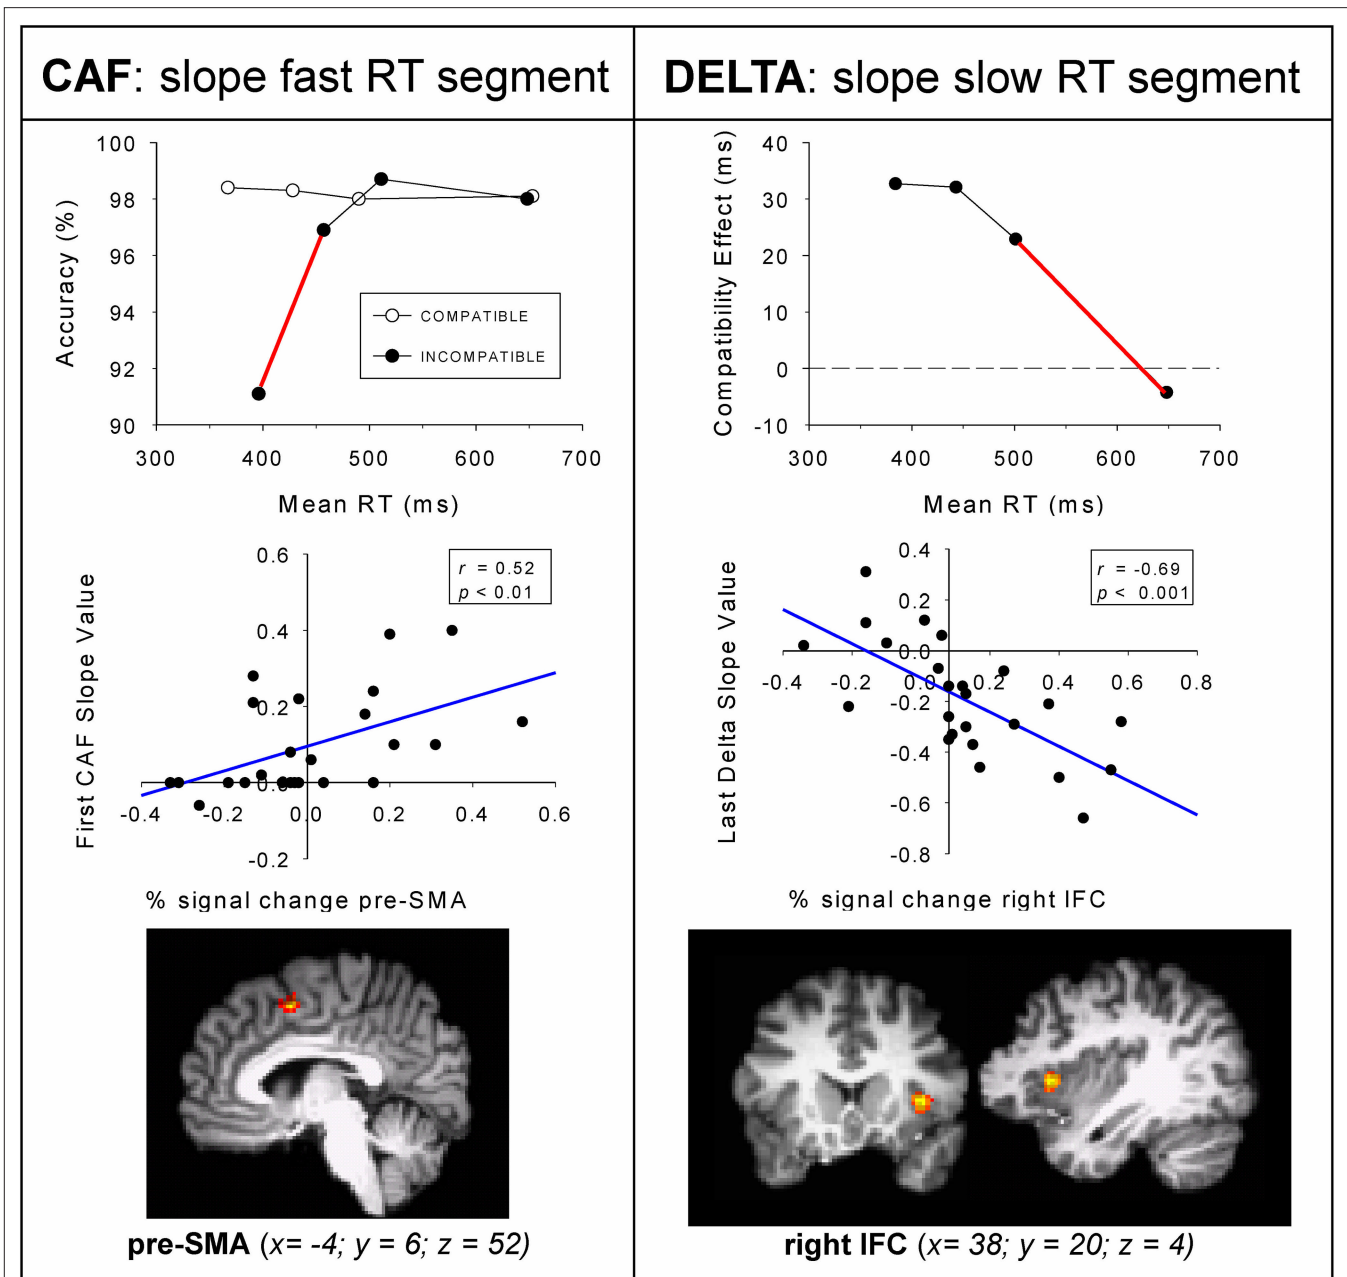 CAF: slope fast RT segment
DELTA: slope slow RT segment
100
98
96
94
92
90
Accuracy (%)
COMPATIBLE
INCOMPATIBLE
300 400 500 600 700
Mean RT (ms)
40
30
20
10
0
-10
Compatibility Effect (ms)
300 400 500 600 700
Mean RT (ms)
0.6
0.4
0.2
-0.2
First CAF Slope Value
r = 0.52
p < 0.01
-0.4 -0.2 0.0 0.2 0.4 0.6
% signal change pre-SMA
0.4
0.2
0.0
-0.2
-0.4
-0.6
-0.8
Last Delta Slope Value
r = -0.69
p < 0.001
-0.4 -0.2 0.0 0.2 0.4 0.6 0.8
% signal change right IFC
pre-SMA (x= -4; y = 6; z = 52)
right IFC (x= 38; y = 20; z = 4)